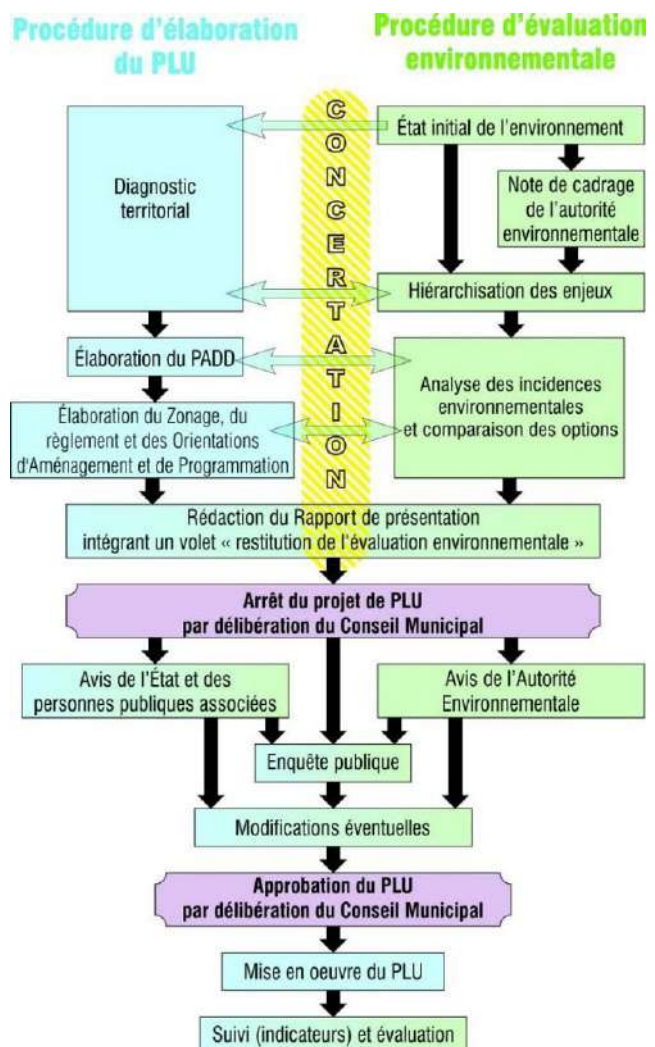 Procédure d'élaboration
du PLU
Procédure d'évaluation
environnementale
CONCERTATION
Diagnostic
territorial
État initial de l'environnement
Note de cadrage
de l'autorité
environnementale
Hiérarchisation des enjeux
Élaboration du PADD
Analyse des incidences
environnementales
et comparaison des options
Élaboration du Zonage, du
règlement et des Orientations
d'Aménagement et de Programmation
Rédaction du Rapport de présentation
intégrant un volet « restitution de l'évaluation environnementale »
Arrêt du projet de PLU
par délibération du Conseil Municipal
Avis de l'État et des
personnes publiques associées
Avis de l'Autorité
Environnementale
Enquête publique
Modifications éventuelles
Approbation du PLU
par délibération du Conseil Municipal
Mise en oeuvre du PLU
Suivi (indicateurs) et évaluation